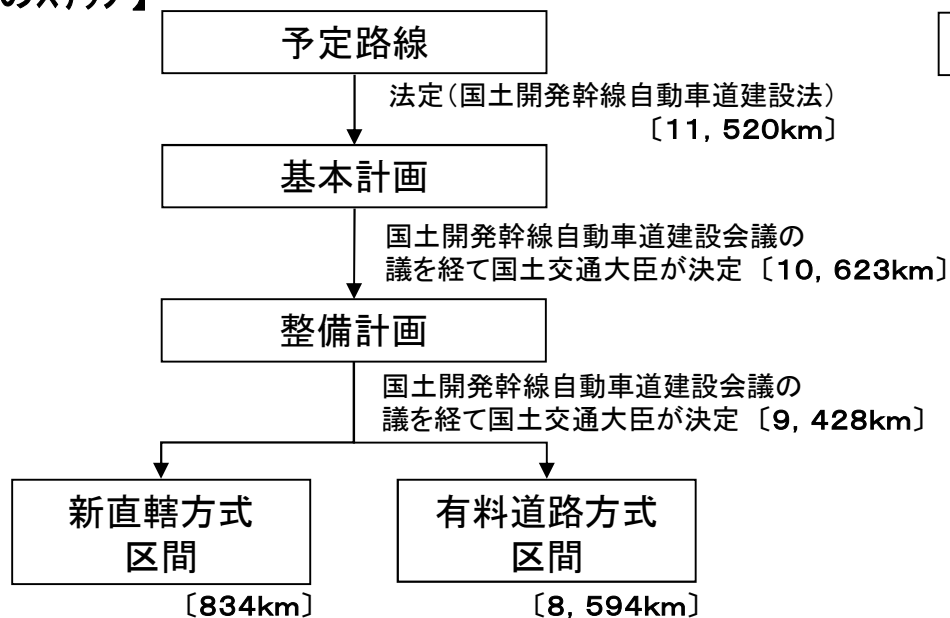 のステップ】
予定路線
法定（国土開発幹線自動車道建設法）
〔11，520km〕
基本計画
国土開発幹線自動車道建設会議の
議を経て国土交通大臣が決定 〔10，623km〕
整備計画
国土開発幹線自動車道建設会議の
議を経て国土交通大臣が決定 〔9，428km〕
新直轄方式
区間
〔834km〕
有料道路方式
区間
〔8，594km〕